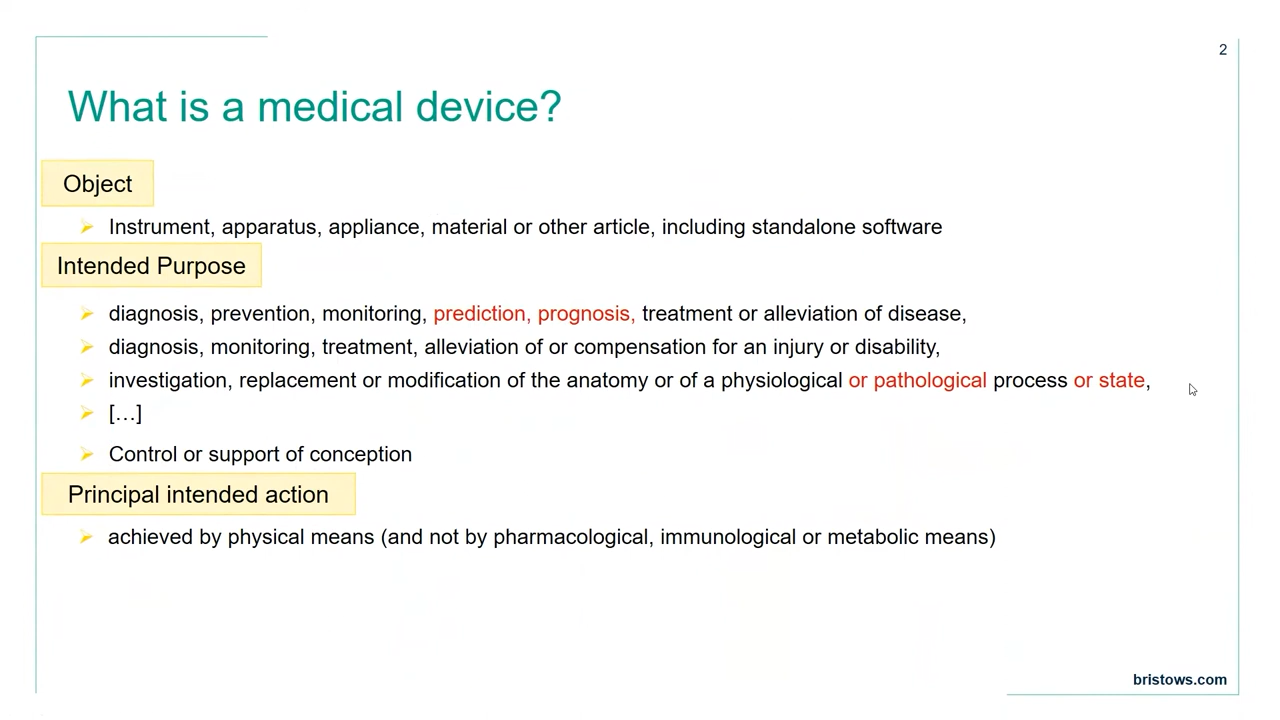 2
What is a medical device?
Object
Instrument, apparatus, appliance, material or other article, including standalone software
Intended Purpose
diagnosis, prevention, monitoring, prediction, prognosis, treatment or alleviation of disease,
diagnosis, monitoring, treatment, alleviation of or compensation for an injury or disability,
investigation, replacement or modification of the anatomy or of a physiological or pathological process or state,
[…]
Control or support of conception
Principal intended action
achieved by physical means (and not by pharmacological, immunological or metabolic means)
bristows.com